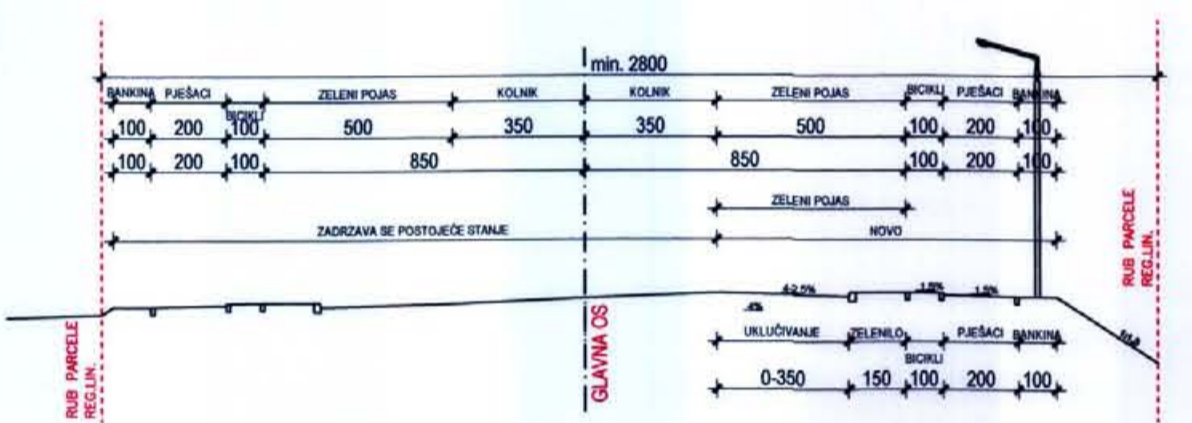 min. 2800
BANKINA PJEŠACI BICIKLI ZELENI POJAS KOLNIK KOLNIK ZELENI POJAS BICIKLI PJEŠACI BANKINA
100 200 100 500 350 350 500 100 200 100
100 200 100 850 850 100 200 100
ZELENI POJAS
ZADRZAVA SE POSTOJEĆE STANJE NOVO
RUB PARCELE
REG.LIN.
4-2.5% 1.5% 1.5%
4%
GLAVNA OS
RUB PARCELE
REG.LIN.
UKLUČIVANJE ZELENILO BICIKLI PJEŠACI BANKINA
0-350 150 100 200 100